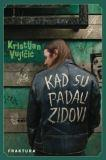 Kristijan
Vujičić
KAD SU
PADALI
ZIDOVI
FRAKTURA